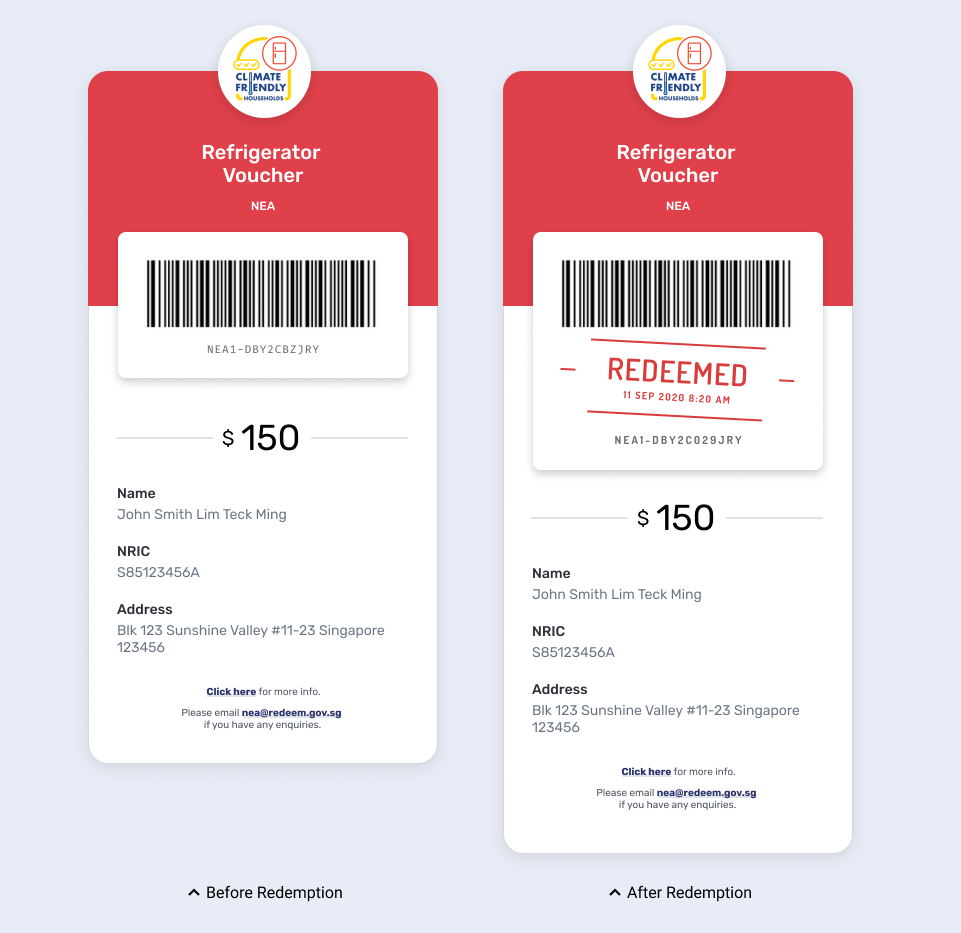 CLIMATE
FRIENDLY
HOUSEHOLDS
Refrigerator
Voucher
NEA
NEA1-DBY2CBZJRY
$ 150
Name
John Smith Lim Teck Ming
NRIC
S85123456A
Address
Blk 123 Sunshine Valley #11-23 Singapore
123456
Click here for more info.
Please email nea@redeem.gov.sg
if you have any enquiries.
Before Redemption
CLIMATE
FRIENDLY
HOUSEHOLDS
Refrigerator
Voucher
NEA
REDEEMED
11 SEP 2020 8:20 AM
NEA1-DBY2C029JRY
$ 150
Name
John Smith Lim Teck Ming
NRIC
S85123456A
Address
Blk 123 Sunshine Valley #11-23 Singapore
123456
Click here for more info.
Please email nea@redeem.gov.sg
if you have any enquiries.
After Redemption